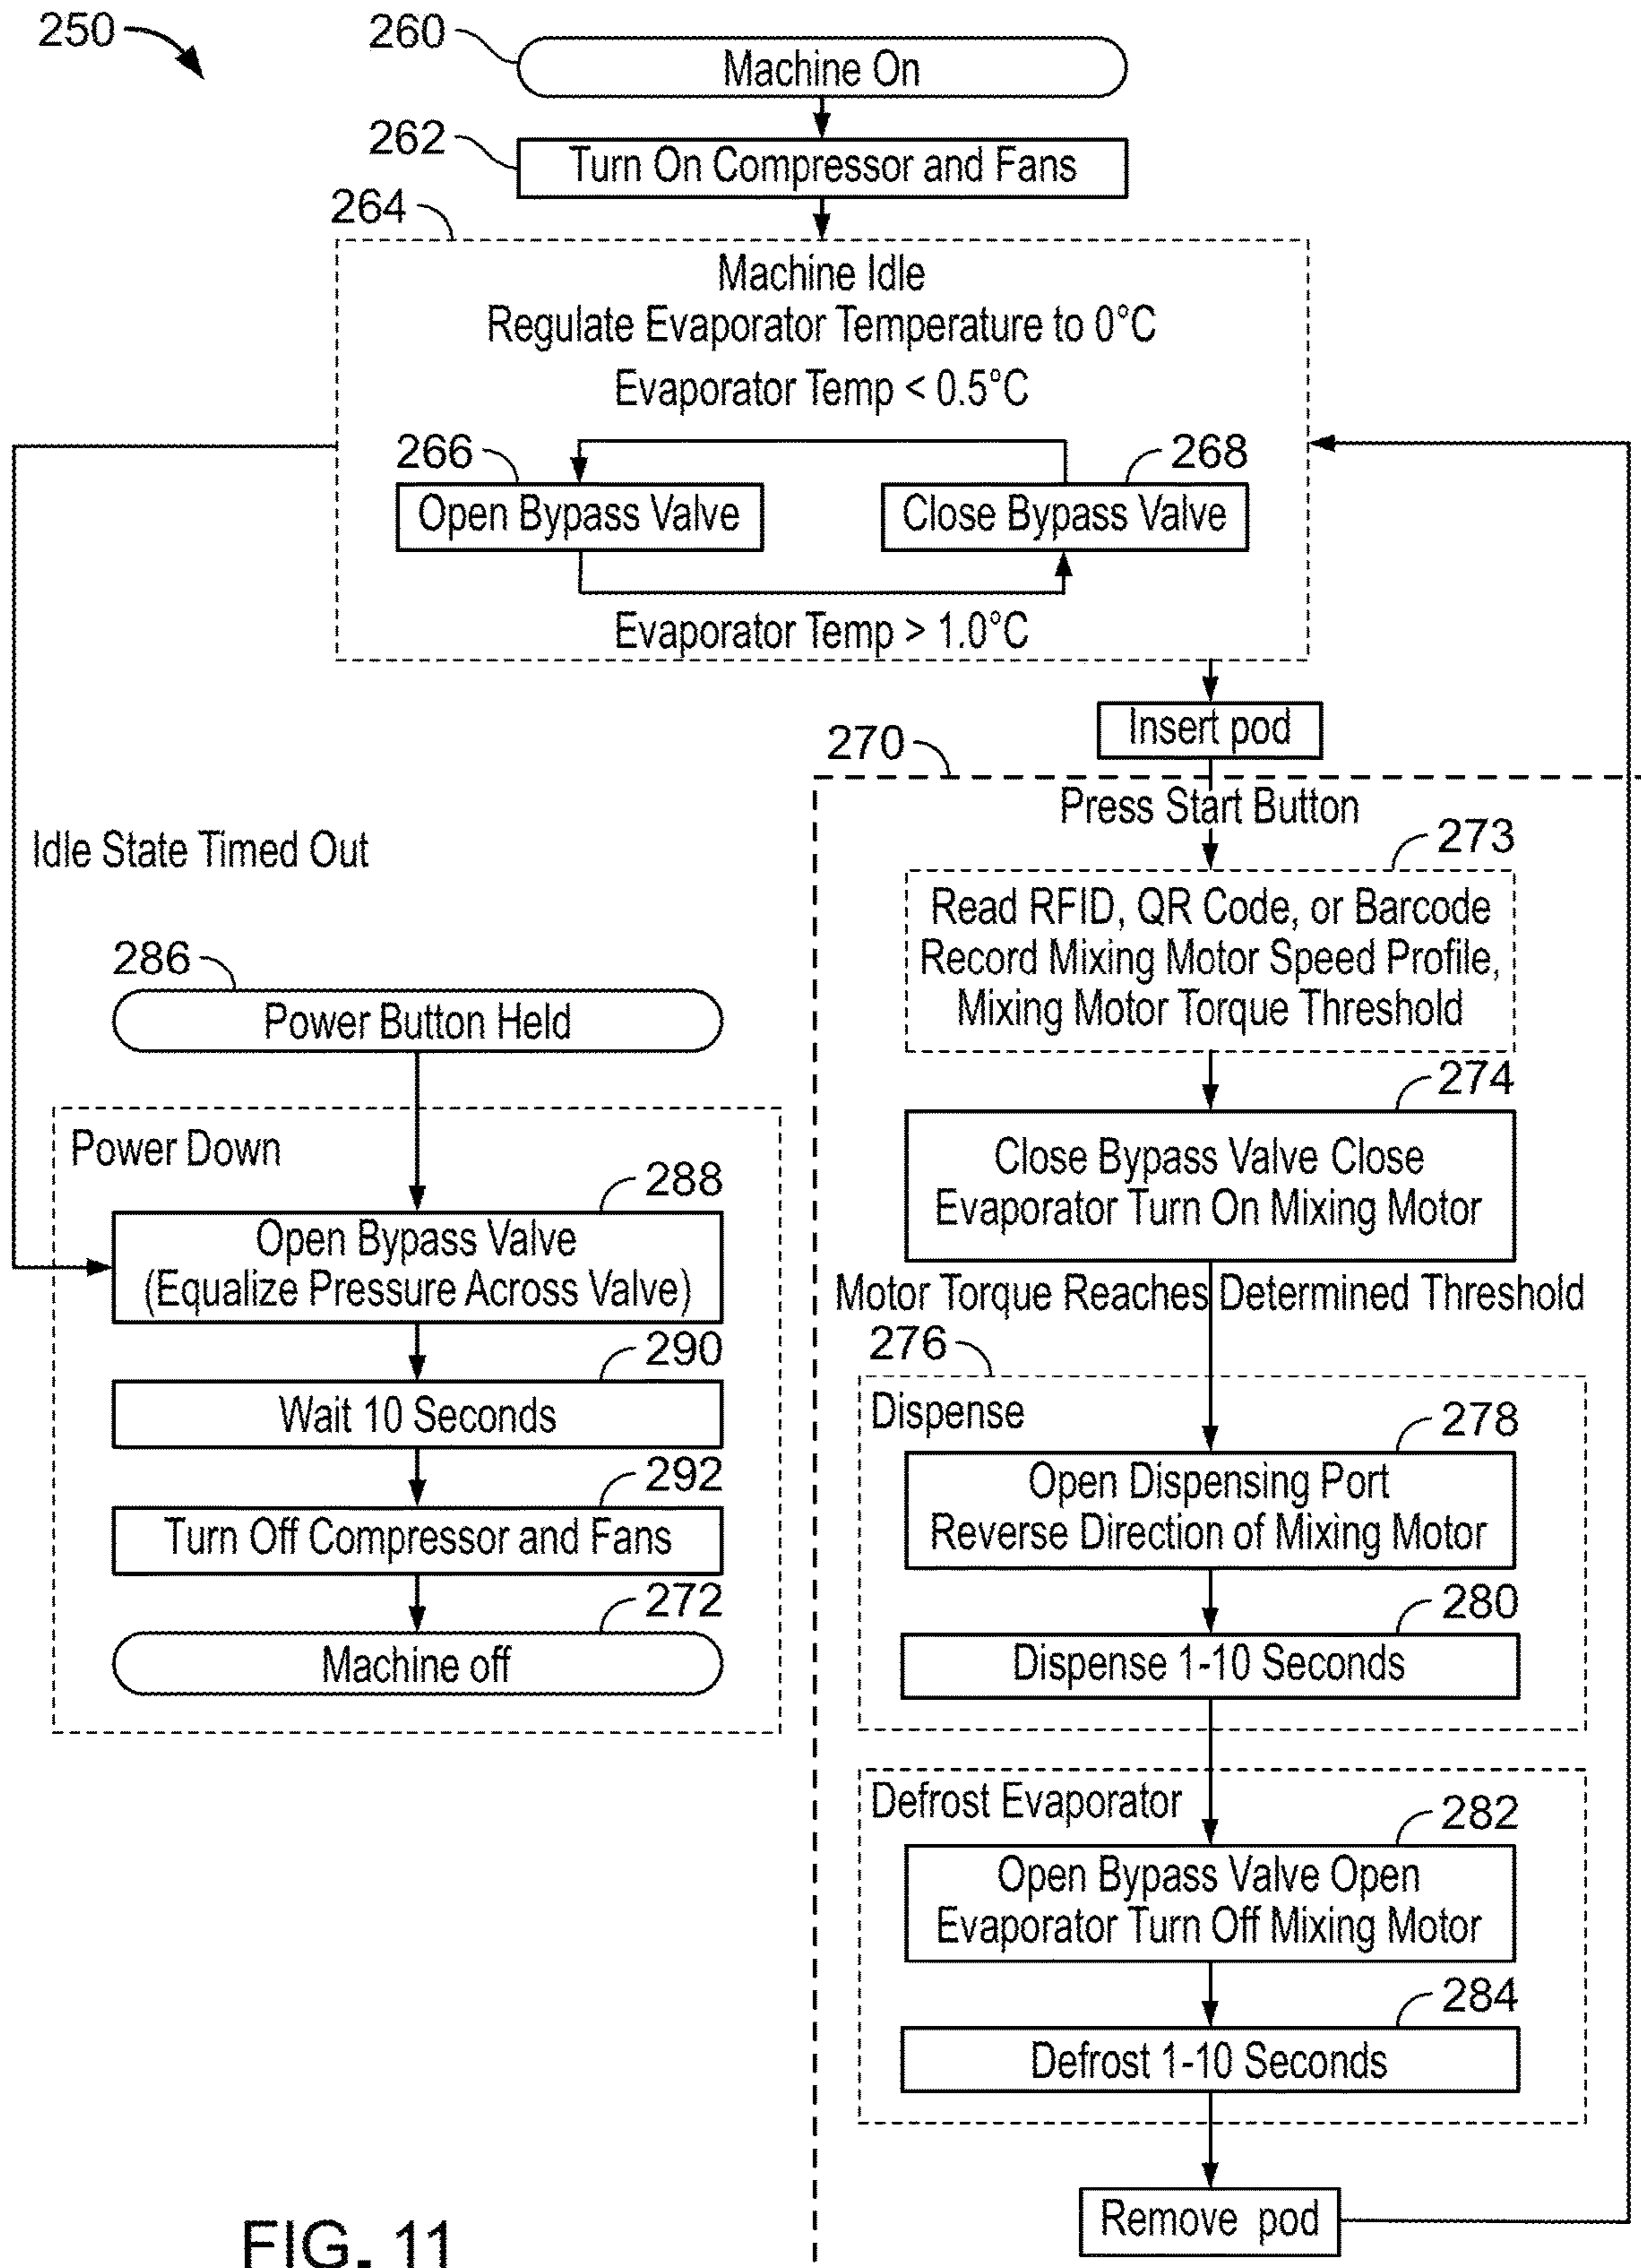 250
260
Machine On
262
Turn On Compressor and Fans
264
Machine Idle
Regulate Evaporator Temperature to 0°C
Evaporator Temp < 0.5°C
266
268
Open Bypass Valve
Close Bypass Valve
Evaporator Temp > 1.0°C
Insert pod
270
Press Start Button
273
Read RFID, QR Code, or Barcode
Record Mixing Motor Speed Profile,
Mixing Motor Torque Threshold
274
Close Bypass Valve Close
Evaporator Turn On Mixing Motor
Motor Torque Reaches Determined Threshold
276
Dispense
278
Open Dispensing Port
Reverse Direction of Mixing Motor
280
Dispense 1-10 Seconds
Defrost Evaporator
282
Open Bypass Valve Open
Evaporator Turn Off Mixing Motor
284
Defrost 1-10 Seconds
Remove pod
Idle State Timed Out
286
Power Button Held
Power Down
288
Open Bypass Valve
(Equalize Pressure Across Valve)
290
Wait 10 Seconds
292
Turn Off Compressor and Fans
272
Machine off
FIG. 11